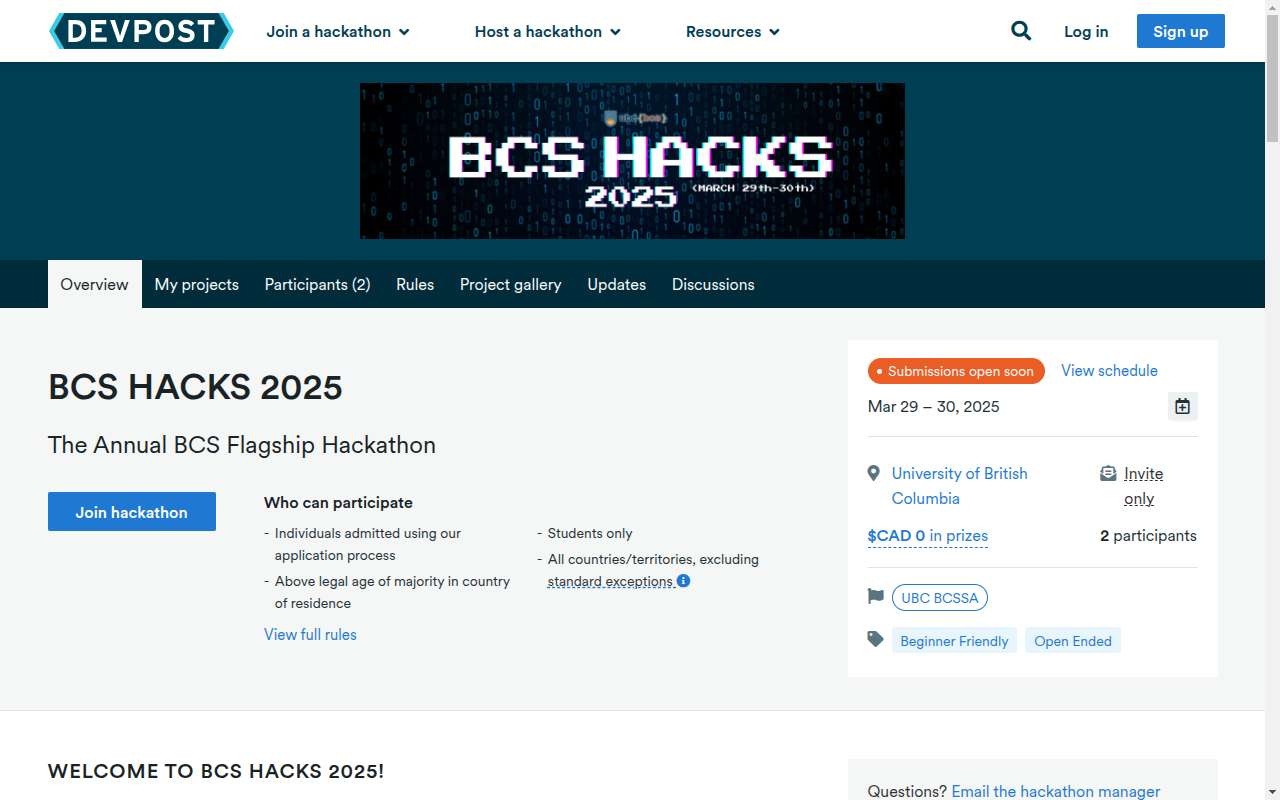 DEVPOST
Join a hackathon
Host a hackathon
Resources
Log in
Sign up
ubc{bcs}
BCS HACKS
2025 (MARCH 29th-30th)
Overview
My projects
Participants (2)
Rules
Project gallery
Updates
Discussions
BCS HACKS 2025
The Annual BCS Flagship Hackathon
Join hackathon
Who can participate
- Individuals admitted using our
application process
- Above legal age of majority in country
of residence
- Students only
- All countries/territories, excluding
standard exceptions
View full rules
Submissions open soon
View schedule
Mar 29 – 30, 2025
University of British
Columbia
Invite
only
$CAD 0 in prizes
2 participants
UBC BCSSA
Beginner Friendly
Open Ended
WELCOME TO BCS HACKS 2025!
Questions? Email the hackathon manager